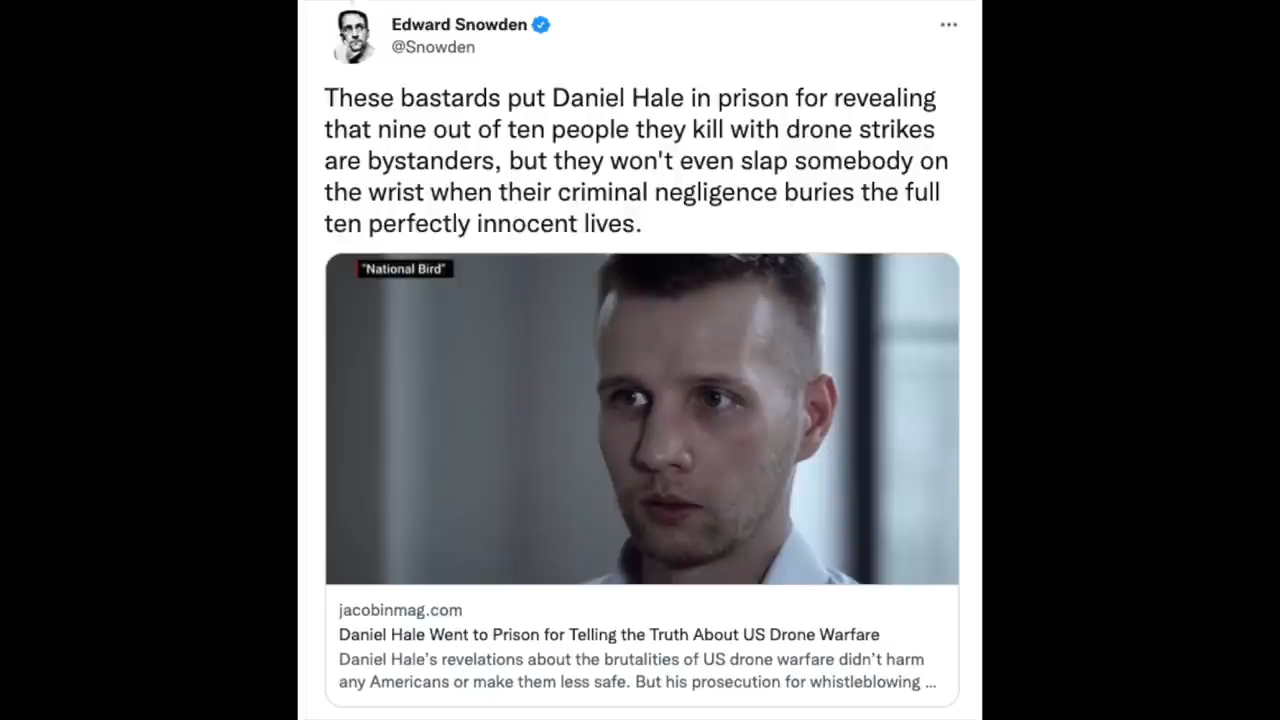 Edward Snowden
@Snowden
These bastards put Daniel Hale in prison for revealing
that nine out of ten people they kill with drone strikes
are bystanders, but they won't even slap somebody on
the wrist when their criminal negligence buries the full
ten perfectly innocent lives.
"National Bird"
jacobinmag.com
Daniel Hale Went to Prison for Telling the Truth About US Drone Warfare
Daniel Hale’s revelations about the brutalities of US drone warfare didn’t harm
any Americans or make them less safe. But his prosecution for whistleblowing ...